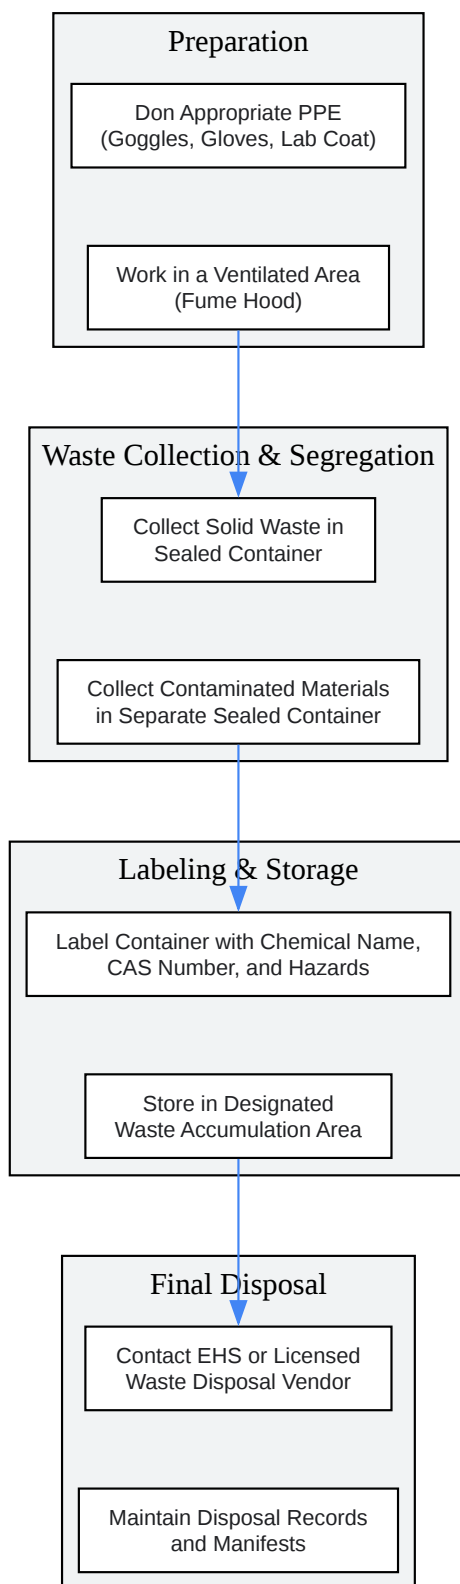 Preparation
Don Appropriate PPE
(Goggles, Gloves, Lab Coat)
Work in a Ventilated Area
(Fume Hood)
Waste Collection & Segregation
Collect Solid Waste in
Sealed Container
Collect Contaminated Materials
in Separate Sealed Container
Labeling & Storage
Label Container with Chemical Name,
CAS Number, and Hazards
Store in Designated
Waste Accumulation Area
Final Disposal
Contact EHS or Licensed
Waste Disposal Vendor
Maintain Disposal Records
and Manifests